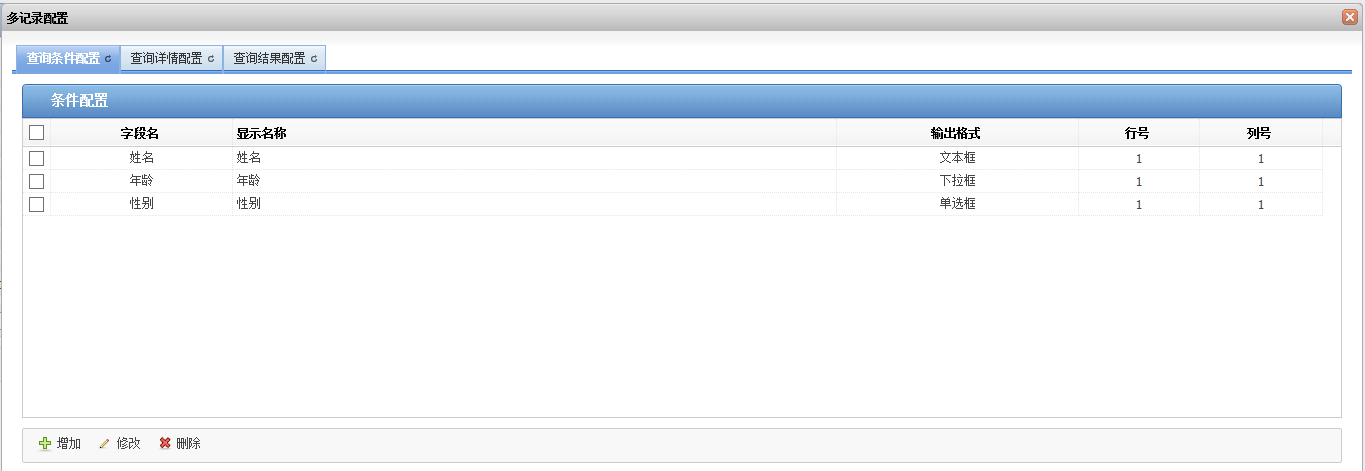 多记录配置
查询条件配置 查询详情配置 查询结果配置
条件配置
字段名 显示名称 输出格式 行号 列号
姓名 姓名 文本框 1 1
年龄 年龄 下拉框 1 1
性别 性别 单选框 1 1
增加 修改 删除